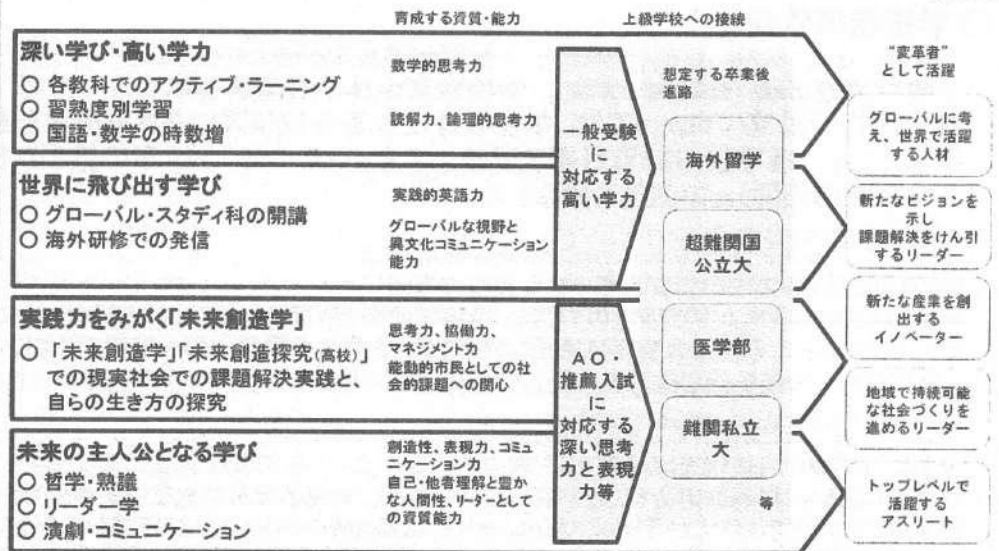 育成する資質・能力
上級学校への接続
深い学び・高い学力
○ 各教科でのアクティブ・ラーニング
○ 習熟度別学習
○ 国語・数学の時数増
数学的思考力
読解力、論理的思考力
世界に飛び出す学び
○ グローバル・スタディ科の開講
○ 海外研修での発信
実践的英語力
グローバルな視野と
異文化コミュニケーション
能力
実践力をみがく「未来創造学」
○ 「未来創造学」「未来創造探究(高校)」
での現実社会での課題解決実践と、
自らの生き方の探究
思考力、協働力、
マネジメント力
能動的市民としての社
会的課題への関心
未来の主人公となる学び
○ 哲学・熟議
○ リーダー学
○ 演劇・コミュニケーション
創造性、表現力、コミュ
ニケーション力
自己・他者理解と豊か
な人間性、リーダーとして
の資質能力
一般受験
に
対応する
高い学力
AO・
推薦入試
に
対応する
深い思考
力と表現
力等
想定する卒業後
進路
海外留学
超難関国
公立大
医学部
難関私立
大
等
“変革者”
として活躍
グローバルに考
え、世界で活躍
する人材
新たなビジョンを
示し
課題解決をけん引
するリーダー
新たな産業を創
出する
イノベーター
地域で持続可能
な社会づくりを
進めるリーダー
トップレベルで
活躍する
アスリート